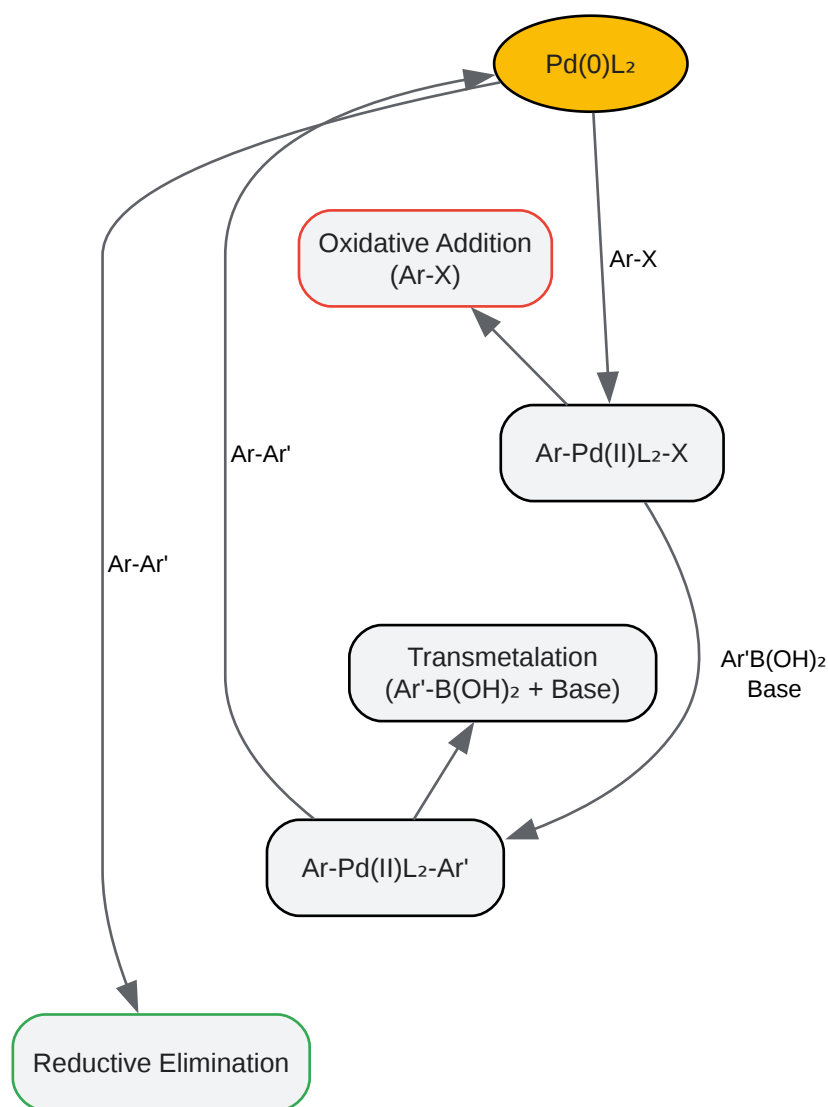 Pd(0)L₂
Oxidative Addition
(Ar-X)
Ar-X
Ar-Pd(II)L₂-X
Ar-Ar'
Ar-Ar'
Transmetalation
(Ar'-B(OH)₂ + Base)
Ar'B(OH)₂
Base
Ar-Pd(II)L₂-Ar'
Reductive Elimination